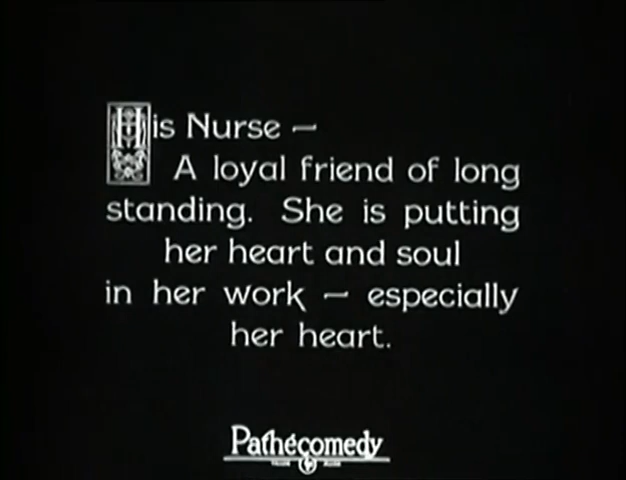 His Nurse —
A loyal friend of long
standing. She is putting
her heart and soul
in her work — especially
her heart.
Pathécomedy